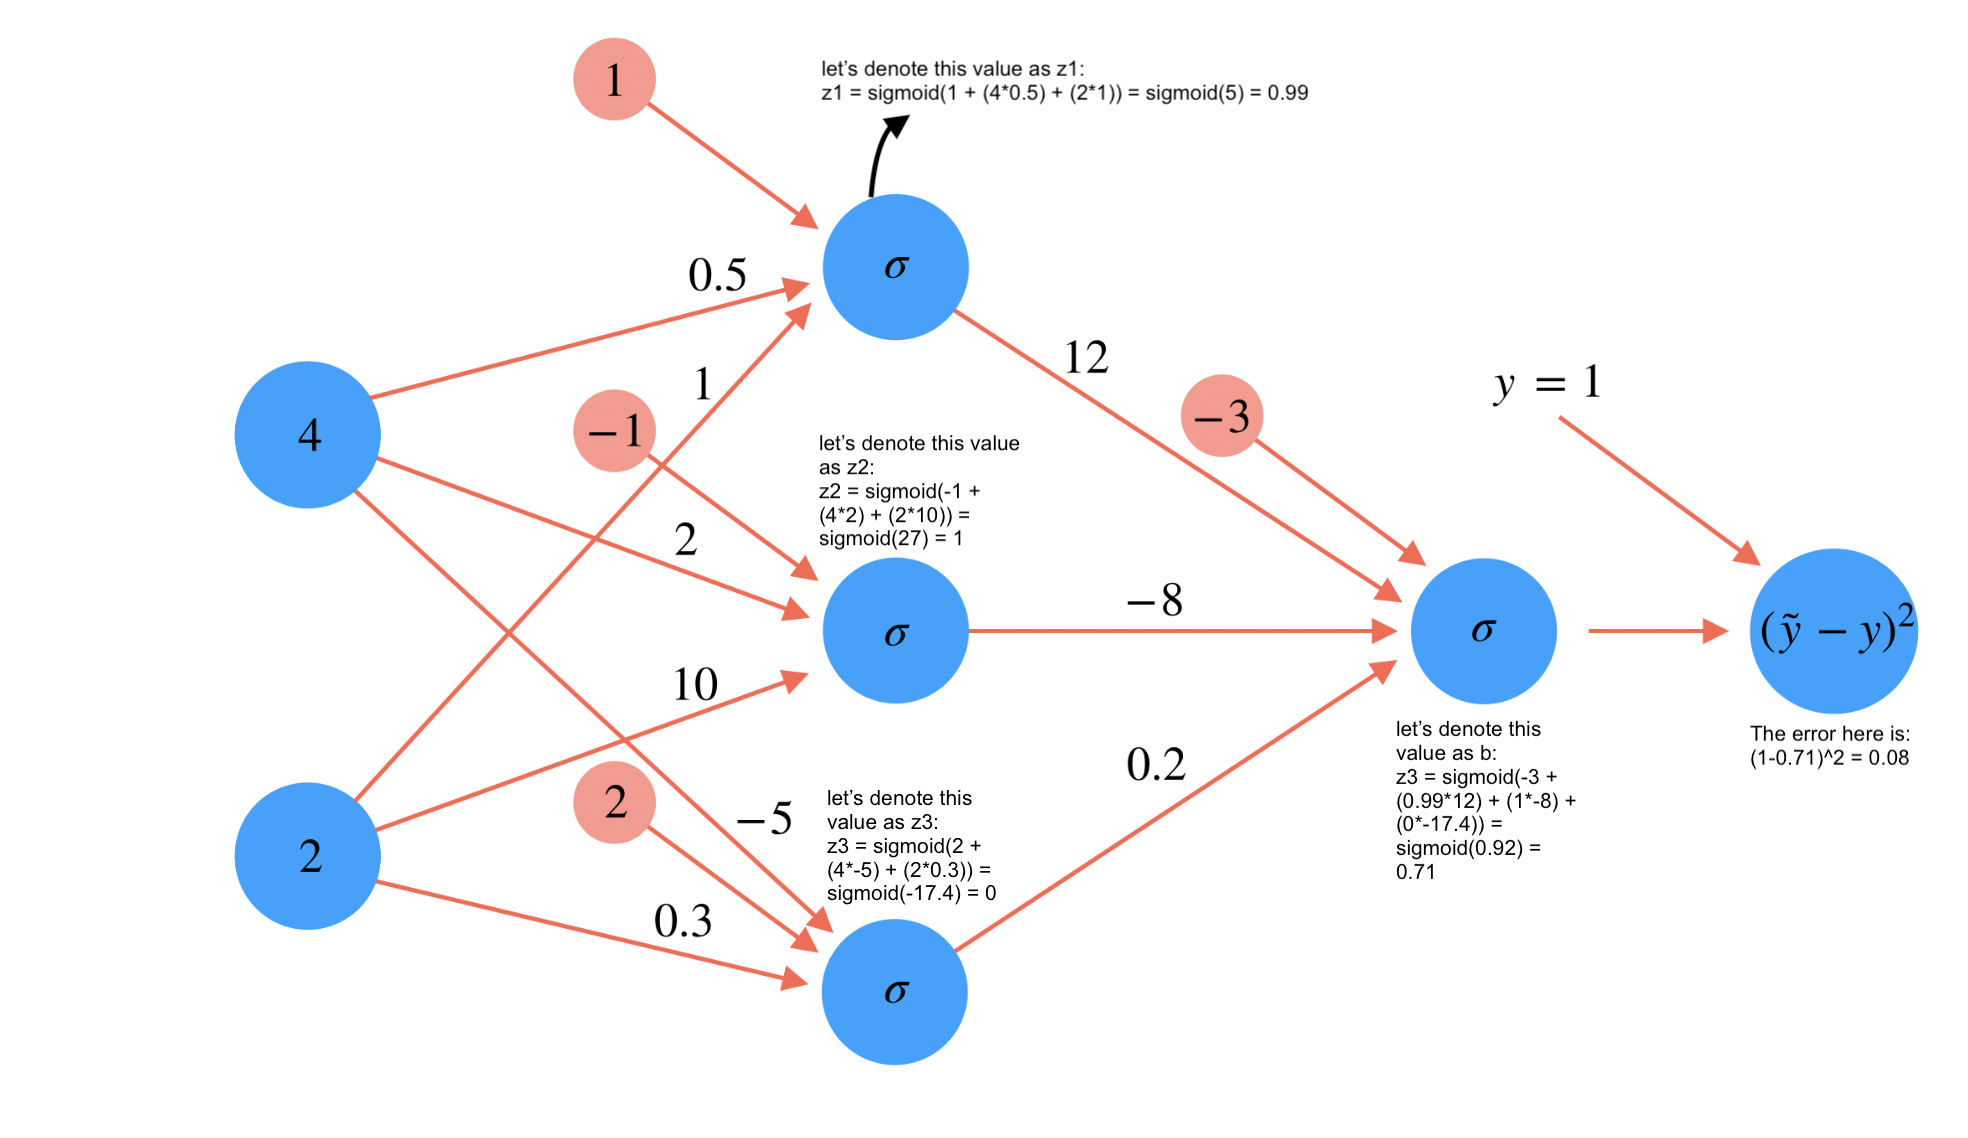 1
let’s denote this value as z1:
z1 = sigmoid(1 + (4*0.5) + (2*1)) = sigmoid(5) = 0.99
σ
0.5
12
1
y = 1
4
−1
−3
let’s denote this value
as z2:
z2 = sigmoid(-1 +
(4*2) + (2*10)) =
sigmoid(27) = 1
2
σ
−8
σ
(ỹ − y)²
10
0.2
let’s denote this
value as b:
z3 = sigmoid(-3 +
(0.99*12) + (1*-8) +
(0*-17.4)) =
sigmoid(0.92) =
0.71
The error here is:
(1-0.71)^2 = 0.08
2
−5
let’s denote this
value as z3:
z3 = sigmoid(2 +
(4*-5) + (2*0.3)) =
sigmoid(-17.4) = 0
2
0.3
σ